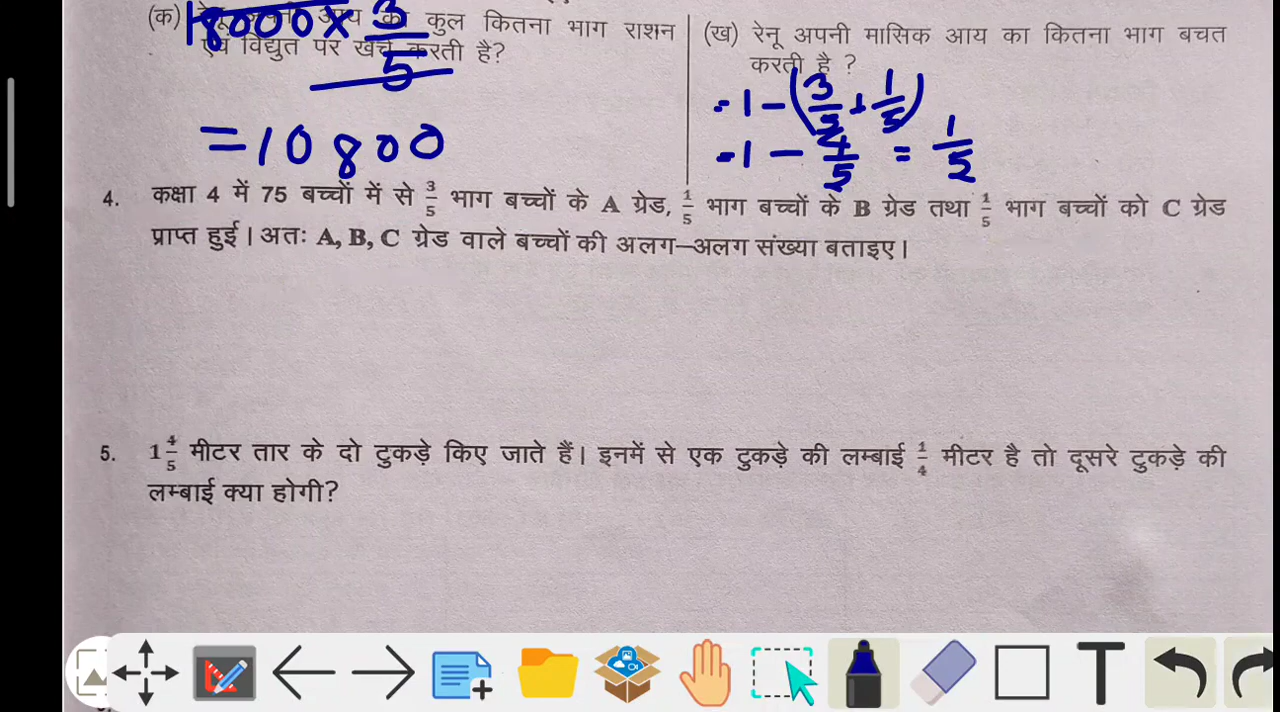 (क) रेनू अपनी आय का कुल कितना भाग राशन
एवं विद्युत पर खर्च करती है?
18000 × 3/5
= 10800
(ख) रेनू अपनी मासिक आय का कितना भाग बचत
करती है ?
= 1 - (3/5 + 1/5)
= 1 - 4/5 = 1/5
4. कक्षा 4 में 75 बच्चों में से 3/5 भाग बच्चों के A ग्रेड, 1/5 भाग बच्चों के B ग्रेड तथा 1/5 भाग बच्चों को C ग्रेड
प्राप्त हुई। अतः A, B, C ग्रेड वाले बच्चों की अलग–अलग संख्या बताइए।
5. 1 4/5 मीटर तार के दो टुकड़े किए जाते हैं। इनमें से एक टुकड़े की लम्बाई 1/4 मीटर है तो दूसरे टुकड़े की
लम्बाई क्या होगी?
T